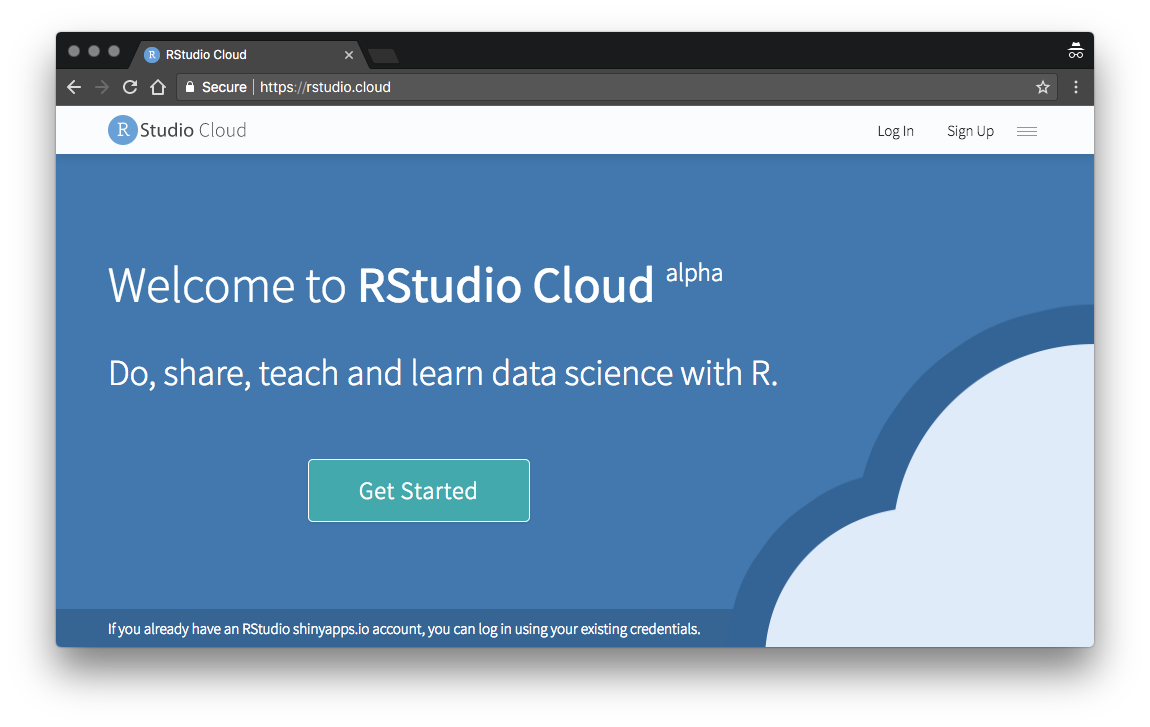 R RStudio Cloud
Secure https://rstudio.cloud
R Studio Cloud Log In Sign Up
Welcome to RStudio Cloud alpha
Do, share, teach and learn data science with R.
Get Started
If you already have an RStudio shinyapps.io account, you can log in using your existing credentials.